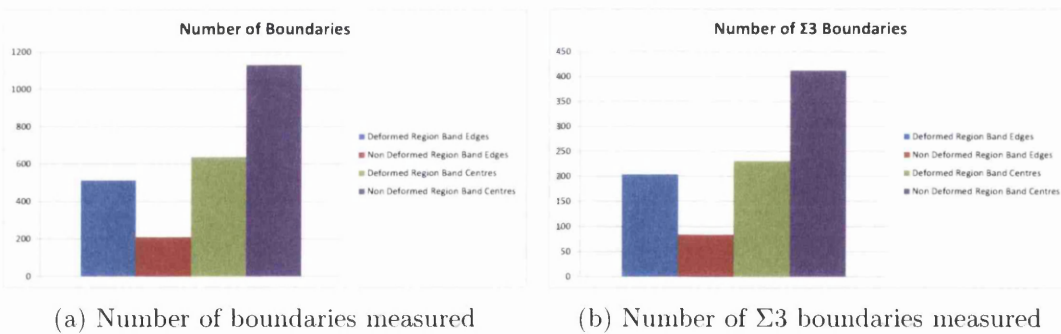 Number of Boundaries
1200
1000
800
600
400
200
0
Deformed Region Band Edges
Non Deformed Region Band Edges
Deformed Region Band Centres
Non Deformed Region Band Centres
(a) Number of boundaries measured
Number of Σ3 Boundaries
450
400
350
300
250
200
150
100
50
0
Deformed Region Band Edges
Non Deformed Region Band Edges
Deformed Region Band Centres
Non Deformed Region Band Centres
(b) Number of Σ3 boundaries measured